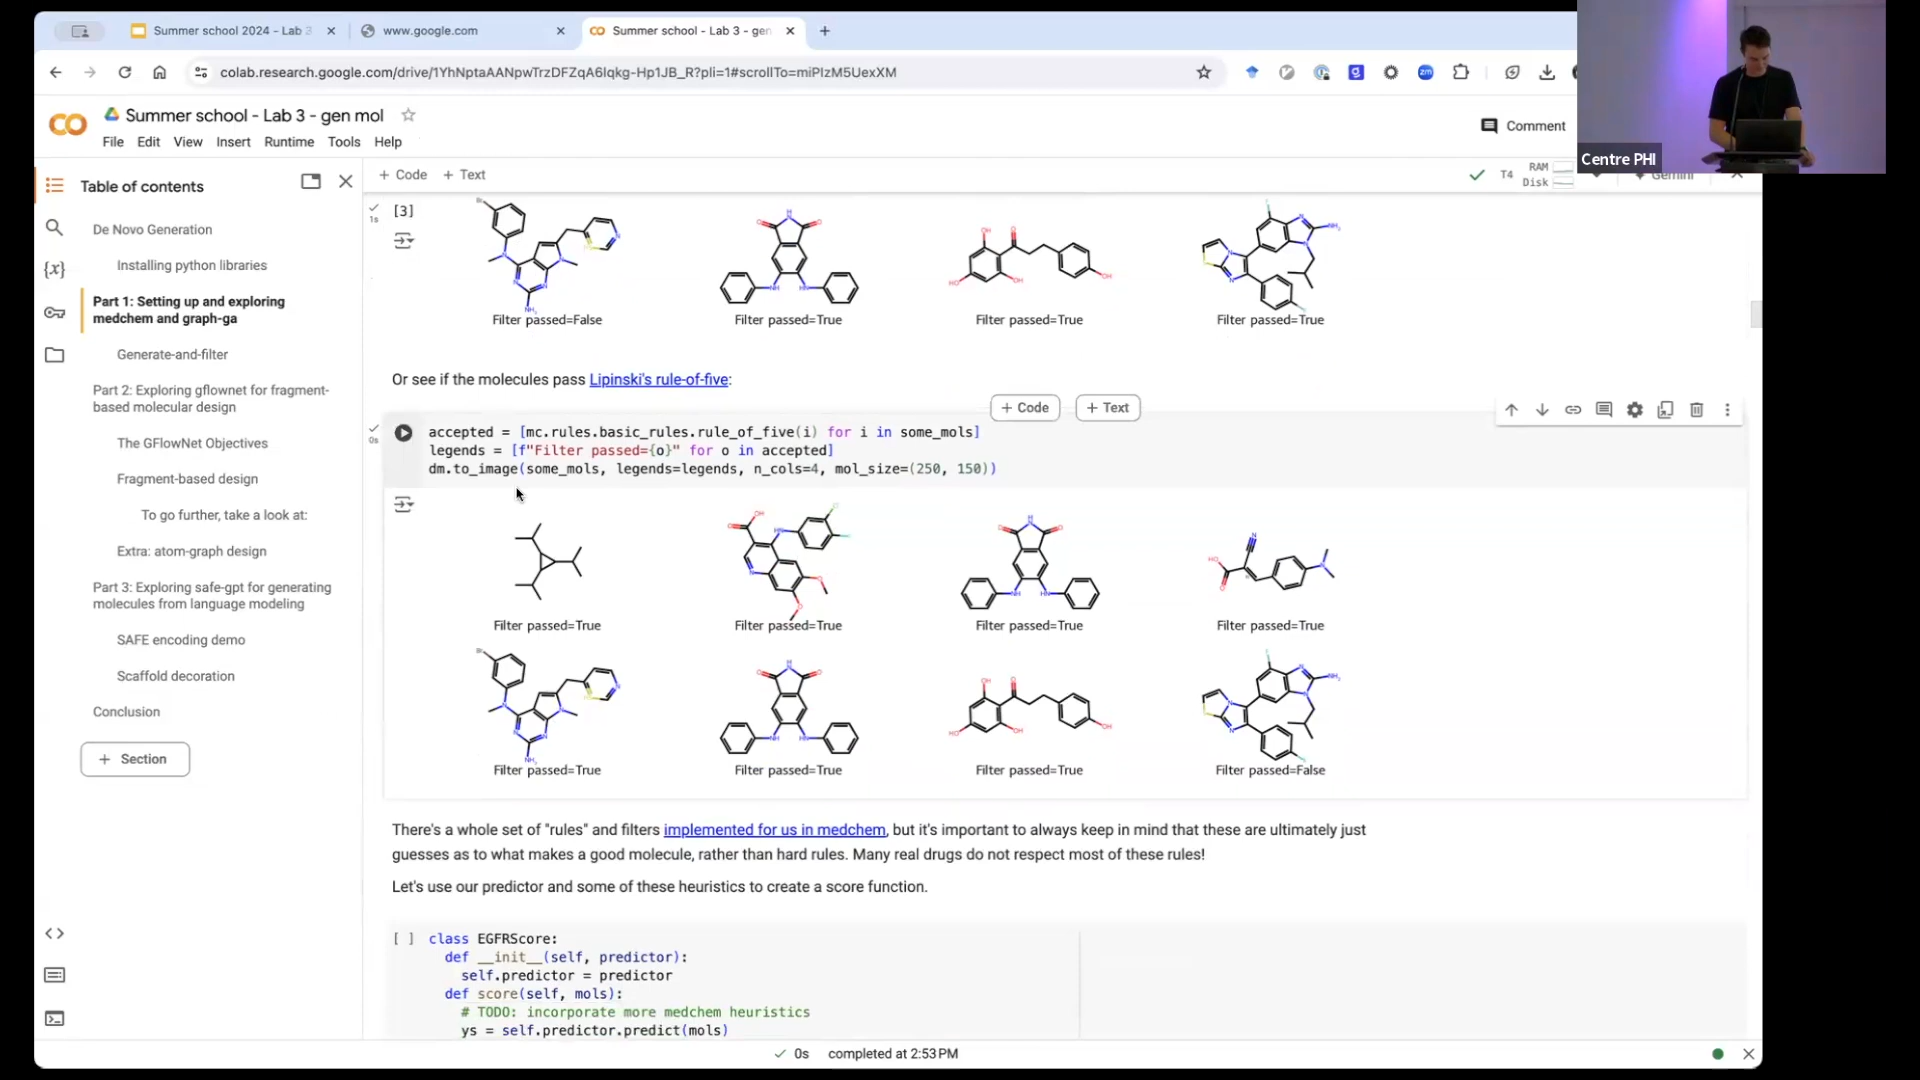 Summer school 2024 - Lab 3
www.google.com
Summer school - Lab 3 - gen
colab.research.google.com/drive/1YhNptaAANpwTrzDFZqA6Iqkg-Hp1JB_R?pli=1#scrollTo=miPIzM5UexXM
Summer school - Lab 3 - gen mol
File Edit View Insert Runtime Tools Help
Comment
Centre PHI
Table of contents
+ Code + Text
T4 RAM
Disk
Gemini
De Novo Generation
Installing python libraries
Part 1: Setting up and exploring
medchem and graph-ga
Generate-and-filter
Part 2: Exploring gflownet for fragment-
based molecular design
The GFlowNet Objectives
Fragment-based design
To go further, take a look at:
Extra: atom-graph design
Part 3: Exploring safe-gpt for generating
molecules from language modeling
SAFE encoding demo
Scaffold decoration
Conclusion
+ Section
1s [3]
Filter passed=False Filter passed=True Filter passed=True Filter passed=True
Or see if the molecules pass Lipinski's rule-of-five:
+ Code + Text
0s
accepted = [mc.rules.basic_rules.rule_of_five(i) for i in some_mols]
legends = [f"Filter passed={o}" for o in accepted]
dm.to_image(some_mols, legends=legends, n_cols=4, mol_size=(250, 150))
Filter passed=True Filter passed=True Filter passed=True Filter passed=True
Filter passed=True Filter passed=True Filter passed=True Filter passed=False
There's a whole set of "rules" and filters implemented for us in medchem, but it's important to always keep in mind that these are ultimately just
guesses as to what makes a good molecule, rather than hard rules. Many real drugs do not respect most of these rules!
Let's use our predictor and some of these heuristics to create a score function.
[ ] class EGFRScore:
def __init__(self, predictor):
self.predictor = predictor
def score(self, mols):
# TODO: incorporate more medchem heuristics
ys = self.predictor.predict(mols)
0s completed at 2:53 PM